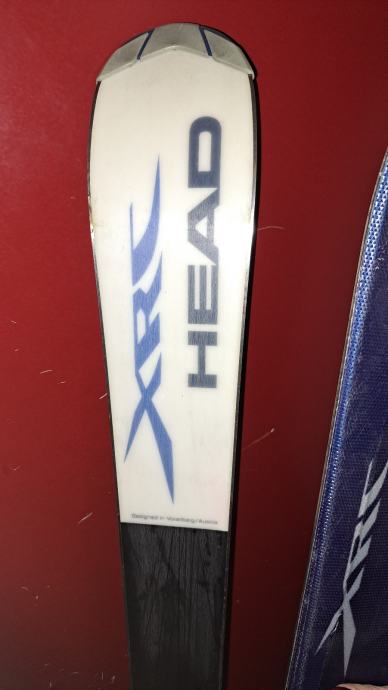 XRC
HEAD
Designed in Vorarlberg/Austria
XRC